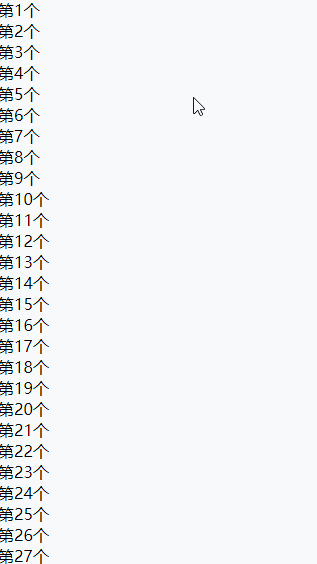 第1个
第2个
第3个
第4个
第5个
第6个
第7个
第8个
第9个
第10个
第11个
第12个
第13个
第14个
第15个
第16个
第17个
第18个
第19个
第20个
第21个
第22个
第23个
第24个
第25个
第26个
第27个